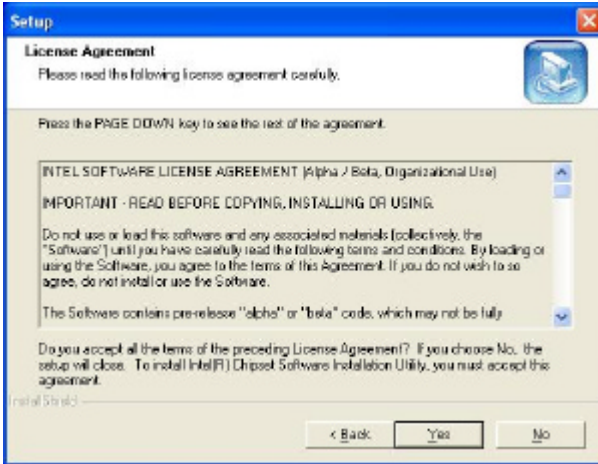 Setup
License Agreement
Please read the following license agreement carefully.
Press the PAGE DOWN key to see the rest of the agreement.
INTEL SOFTWARE LICENSE AGREEMENT (Alpha / Beta, Organizational Use)
IMPORTANT - READ BEFORE COPYING, INSTALLING OR USING.
Do not use or load this software and any associated materials (collectively, the
"Software") until you have carefully read the following terms and conditions. By loading or
using the Software, you agree to the terms of this Agreement. If you do not wish to so
agree, do not install or use the Software.
The Software contains pre-release "alpha" or "beta" code, which may not be fully
Do you accept all the terms of the preceding License Agreement? If you choose No, the
setup will close. To install Intel(R) Chipset Software Installation Utility, you must accept this
agreement.
InstallShield
< Back
Yes
No